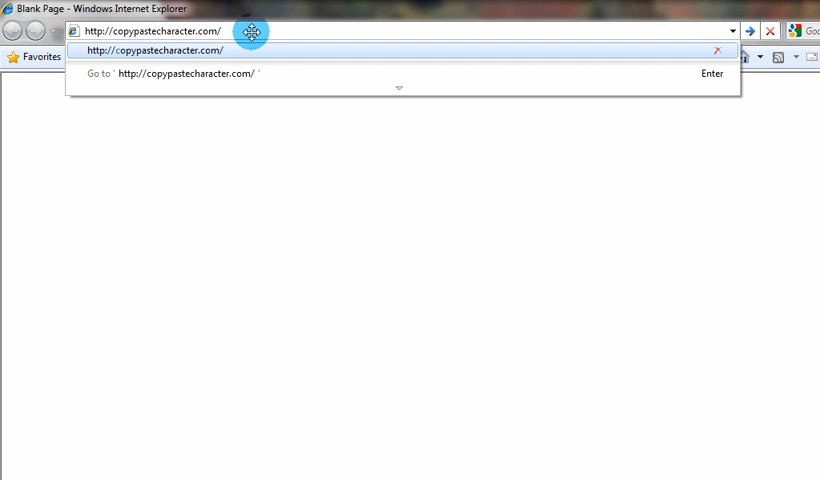 Blank Page - Windows Internet Explorer
http://copypastecharacter.com/
Goo
http://copypastecharacter.com/
Favorites
Go to ' http://copypastecharacter.com/ ' Enter